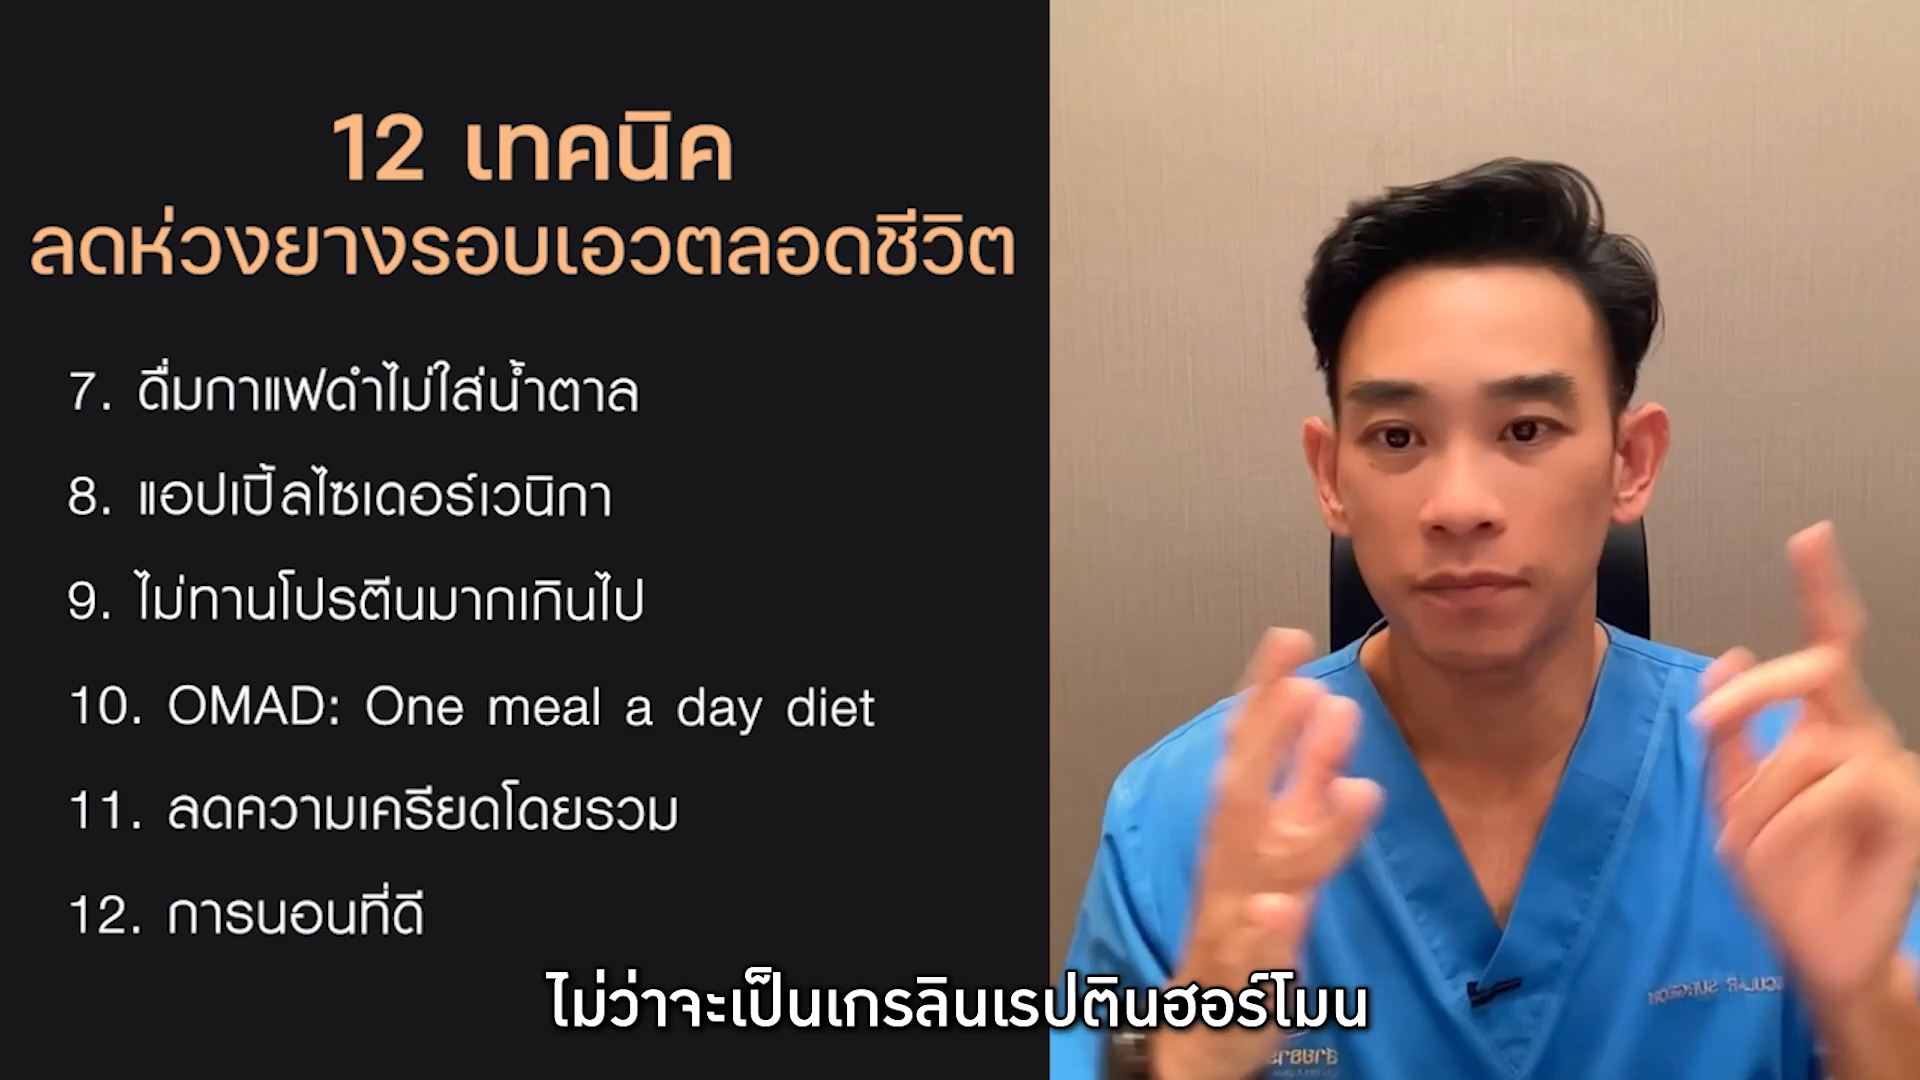 12 เทคนิค
ลดห่วงยางรอบเอวตลอดชีวิต
7. ดื่มกาแฟดำไม่ใส่น้ำตาล
8. แอปเปิ้ลไซเดอร์เวนิกา
9. ไม่ทานโปรตีนมากเกินไป
10. OMAD: One meal a day diet
11. ลดความเครียดโดยรวม
12. การนอนที่ดี
ไม่ว่าจะเป็นเกรลินเรปตินฮอร์โมน